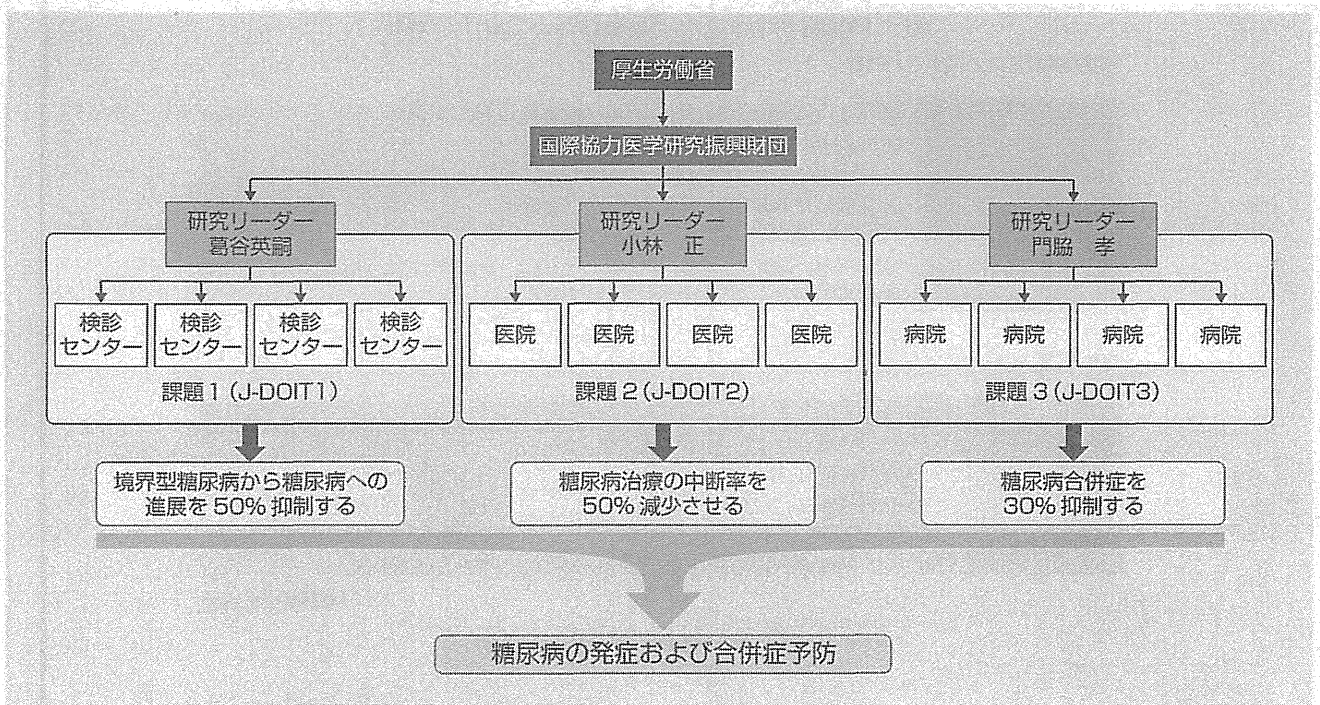 厚生労働省
国際協力医学研究振興財団
研究リーダー
葛谷英嗣
検診
センター
検診
センター
検診
センター
検診
センター
課題1(J-DOIT1)
境界型糖尿病から糖尿病への
進展を50%抑制する
研究リーダー
小林 正
医院
医院
医院
医院
課題2(J-DOIT2)
糖尿病治療の中断率を
50%減少させる
研究リーダー
門脇 孝
病院
病院
病院
病院
課題3(J-DOIT3)
糖尿病合併症を
30%抑制する
糖尿病の発症および合併症予防